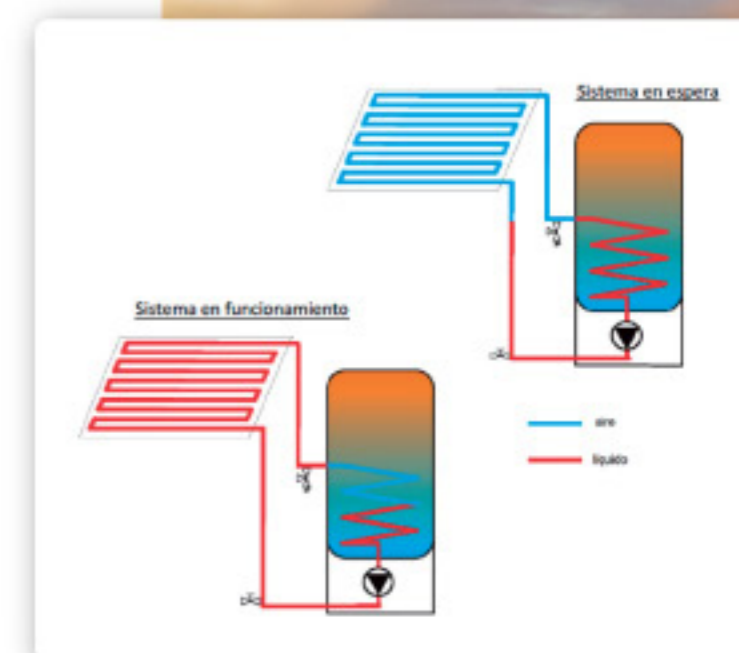 Sistema en espera
Sistema en funcionamiento
aire
líquido